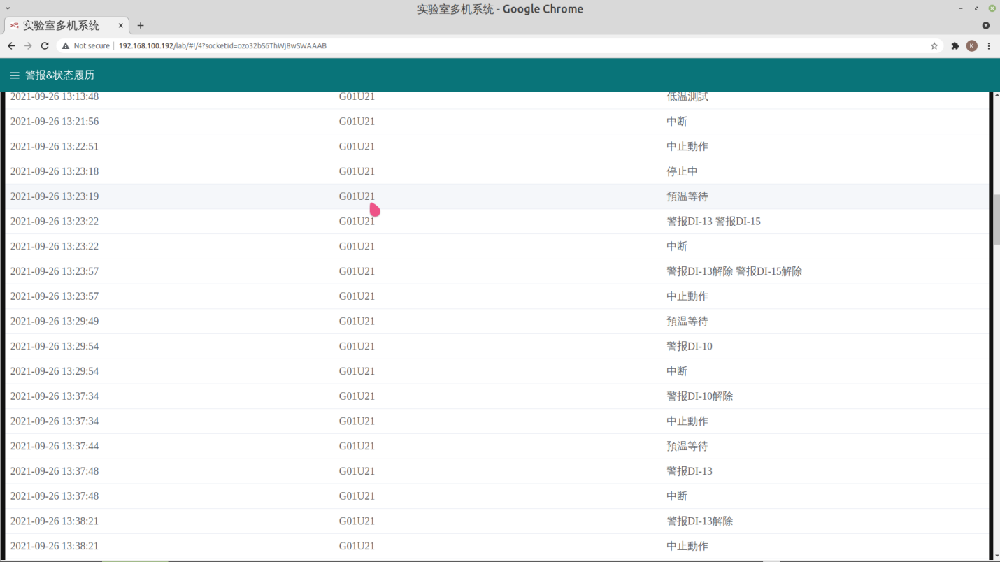 实验室多机系统 - Google Chrome
实验室多机系统
Not secure 192.168.100.192/lab/#!/4?socketid=ozo32bS6ThWj8wSWAAAB
K
警报&状态履历
2021-09-26 13:13:48 G01U21 低温測試
2021-09-26 13:21:56 G01U21 中断
2021-09-26 13:22:51 G01U21 中止動作
2021-09-26 13:23:18 G01U21 停止中
2021-09-26 13:23:19 G01U21 預温等待
2021-09-26 13:23:22 G01U21 警报DI-13 警报DI-15
2021-09-26 13:23:22 G01U21 中断
2021-09-26 13:23:57 G01U21 警报DI-13解除 警报DI-15解除
2021-09-26 13:23:57 G01U21 中止動作
2021-09-26 13:29:49 G01U21 預温等待
2021-09-26 13:29:54 G01U21 警报DI-10
2021-09-26 13:29:54 G01U21 中断
2021-09-26 13:37:34 G01U21 警报DI-10解除
2021-09-26 13:37:34 G01U21 中止動作
2021-09-26 13:37:44 G01U21 預温等待
2021-09-26 13:37:48 G01U21 警报DI-13
2021-09-26 13:37:48 G01U21 中断
2021-09-26 13:38:21 G01U21 警报DI-13解除
2021-09-26 13:38:21 G01U21 中止動作